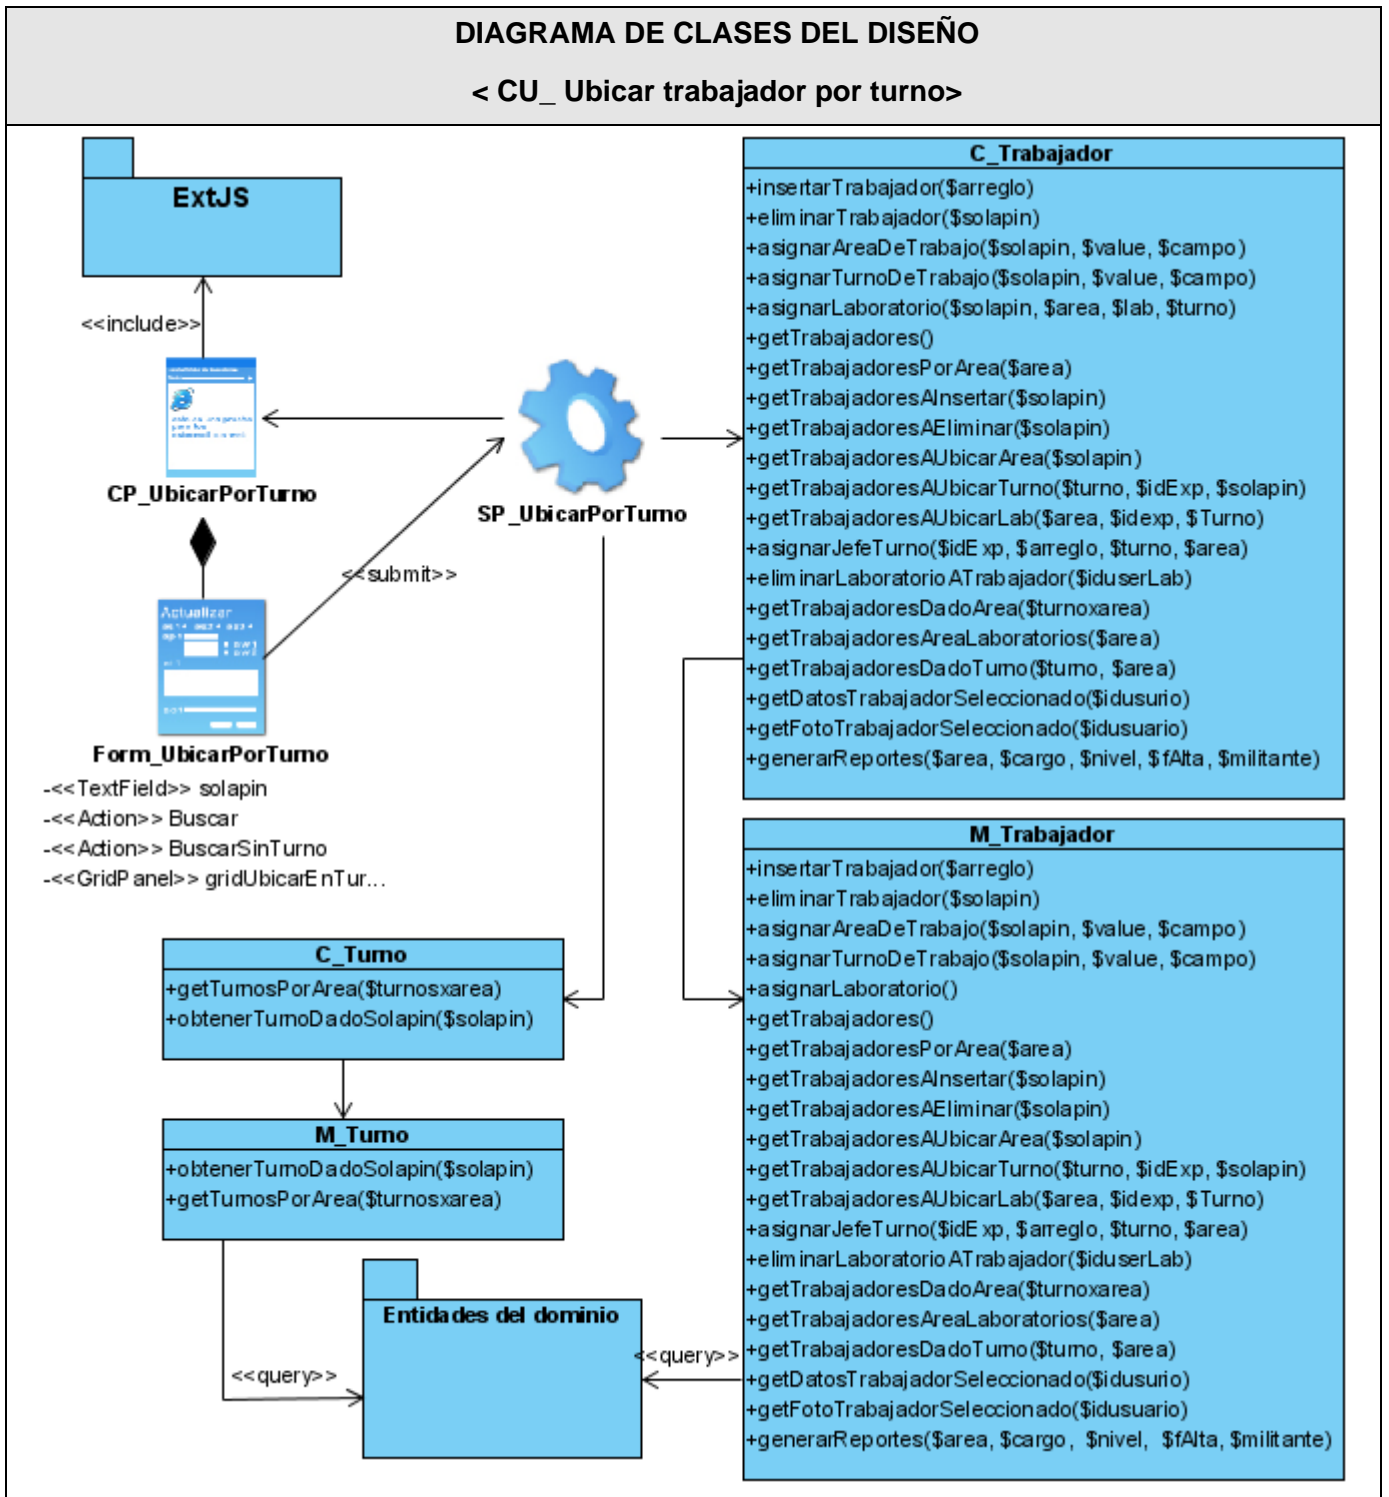 DIAGRAMA DE CLASES DEL DISEÑO
< CU_ Ubicar trabajador por turno>
ExtJS
<<include>>
CP_UbicarPorTurno
<<submit>>
SP_UbicarPorTurno
Actualizar
Form_UbicarPorTurno
-<<TextField>> solapin
-<<Action>> Buscar
-<<Action>> BuscarSinTurno
-<<GridPanel>> gridUbicarEnTur...
C_Trabajador
+insertarTrabajador($arreglo)
+eliminarTrabajador($solapin)
+asignarAreaDeTrabajo($solapin, $value, $campo)
+asignarTurnoDeTrabajo($solapin, $value, $campo)
+asignarLaboratorio($solapin, $área, $lab, $turno)
+getTrabajadores()
+getTrabajadoresPorArea($area)
+getTrabajadoresAInsertar($solapin)
+getTrabajadoresAEliminar($solapin)
+getTrabajadoresAUbicarArea($solapin)
+getTrabajadoresAUbicarTurno($turno, $idExp, $solapin)
+getTrabajadoresAUbicarLab($área, $idexp, $Turno)
+asignarJefeTurno($idExp, $arreglo, $turno, $area)
+eliminarLaboratorioATrabajador($iduserLab)
+getTrabajadoresDadoArea($turnoxarea)
+getTrabajadoresAreaLaboratorios($area)
+getTrabajadoresDadoTurno($turno, $area)
+getDatosTrabajadorSeleccionado($idusurio)
+getFotoTrabajadorSeleccionado($idusuario)
+generarReportes($área, $cargo, $nivel, $fAlta, $militante)
C_Turno
+getTurnosPorArea($turnosxarea)
+obtenerTurnoDadoSolapin($solapin)
M_Turno
+obtenerTurnoDadoSolapin($solapin)
+getTurnosPorArea($turnosxarea)
<<query>>
Entidades del dominio
<<query>>
M_Trabajador
+insertarTrabajador($arreglo)
+eliminarTrabajador($solapin)
+asignarAreaDeTrabajo($solapin, $value, $campo)
+asignarTurnoDeTrabajo($solapin, $value, $campo)
+asignarLaboratorio()
+getTrabajadores()
+getTrabajadoresPorArea($area)
+getTrabajadoresAInsertar($solapin)
+getTrabajadoresAEliminar($solapin)
+getTrabajadoresAUbicarArea($solapin)
+getTrabajadoresAUbicarTurno($turno, $idExp, $solapin)
+getTrabajadoresAUbicarLab($área, $idexp, $Turno)
+asignarJefeTurno($idExp, $arreglo, $turno, $area)
+eliminarLaboratorioATrabajador($iduserLab)
+getTrabajadoresDadoArea($turnoxarea)
+getTrabajadoresAreaLaboratorios($area)
+getTrabajadoresDadoTurno($turno, $area)
+getDatosTrabajadorSeleccionado($idusurio)
+getFotoTrabajadorSeleccionado($idusuario)
+generarReportes($área, $cargo, $nivel, $fAlta, $militante)